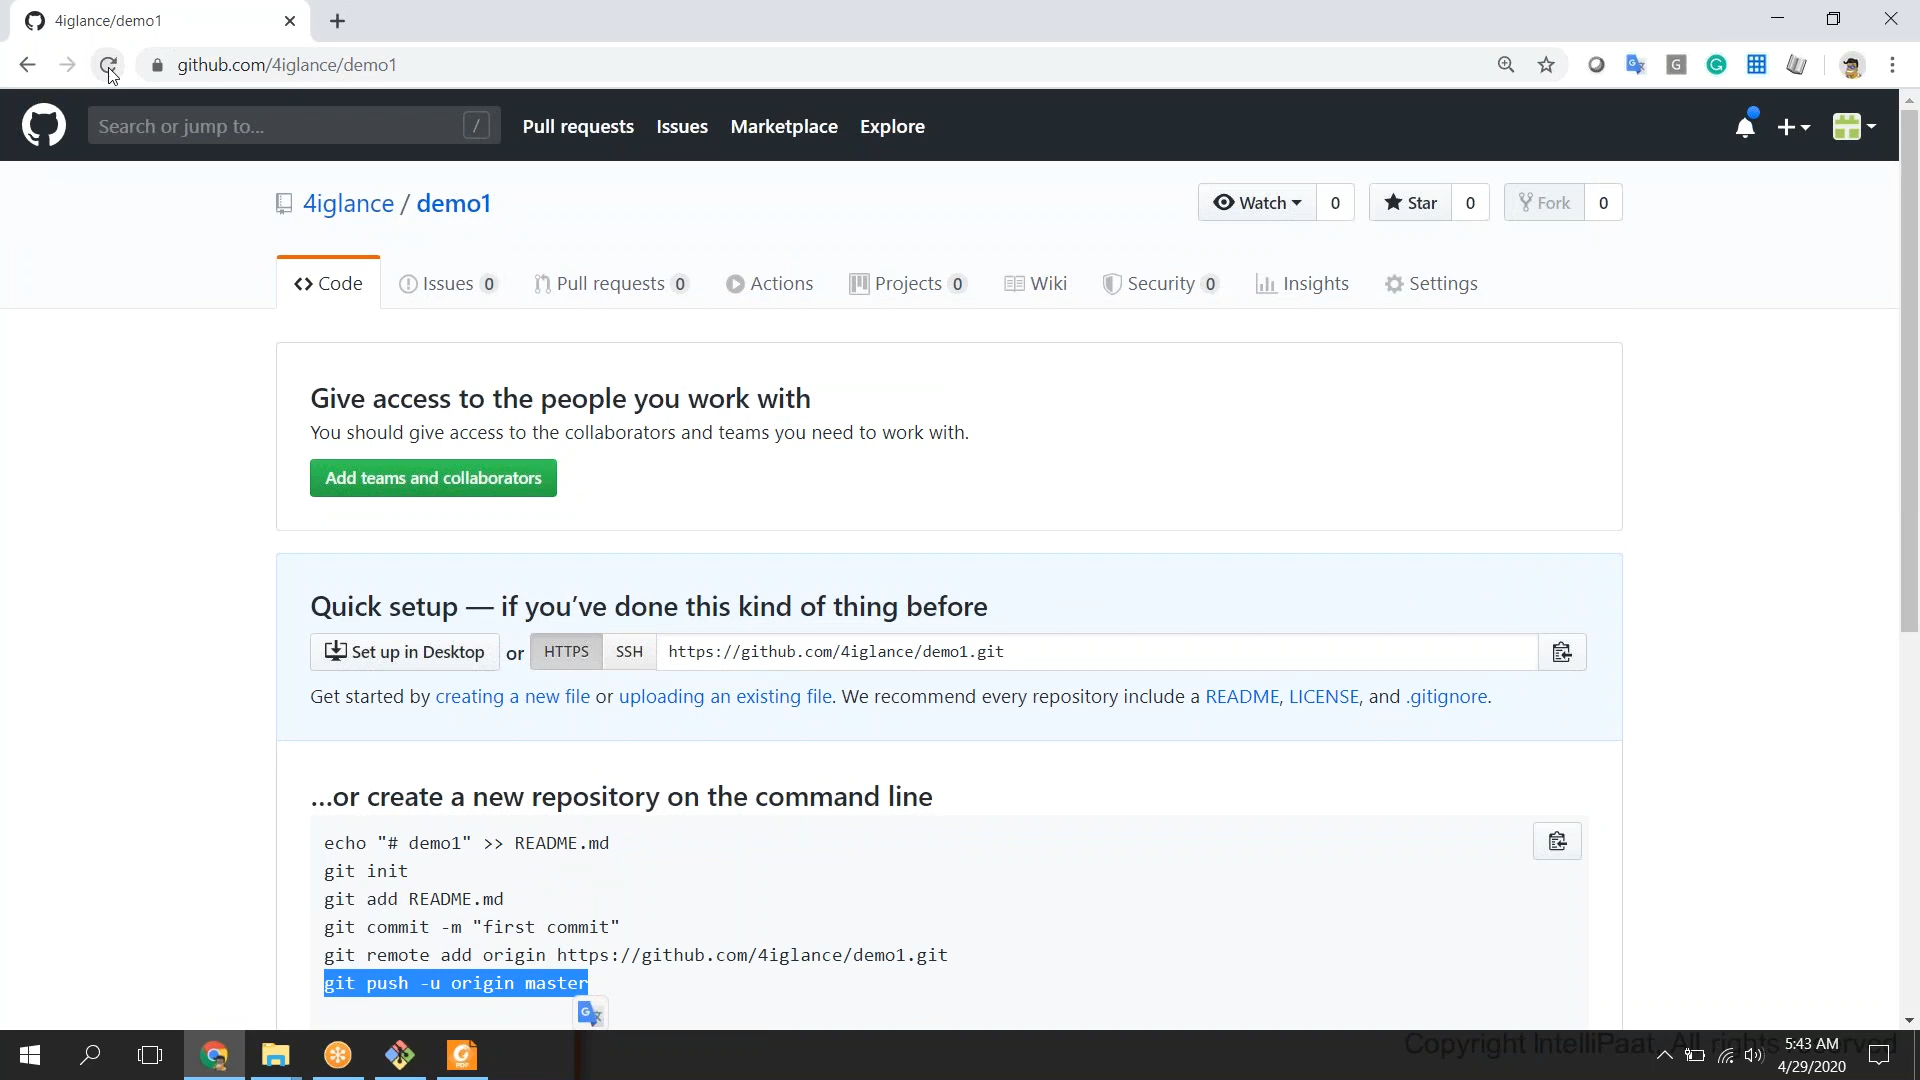 4iglance/demo1
github.com/4iglance/demo1
Search or jump to... /
Pull requests Issues Marketplace Explore
4iglance / demo1
Watch 0 Star 0 Fork 0
Code Issues 0 Pull requests 0 Actions Projects 0 Wiki Security 0 Insights Settings
Give access to the people you work with
You should give access to the collaborators and teams you need to work with.
Add teams and collaborators
Quick setup — if you’ve done this kind of thing before
Set up in Desktop or HTTPS SSH https://github.com/4iglance/demo1.git
Get started by creating a new file or uploading an existing file. We recommend every repository include a README, LICENSE, and .gitignore.
…or create a new repository on the command line
echo "# demo1" >> README.md
git init
git add README.md
git commit -m "first commit"
git remote add origin https://github.com/4iglance/demo1.git
git push -u origin master
Copyright IntelliPaat, All rights reserved
5:43 AM
4/29/2020